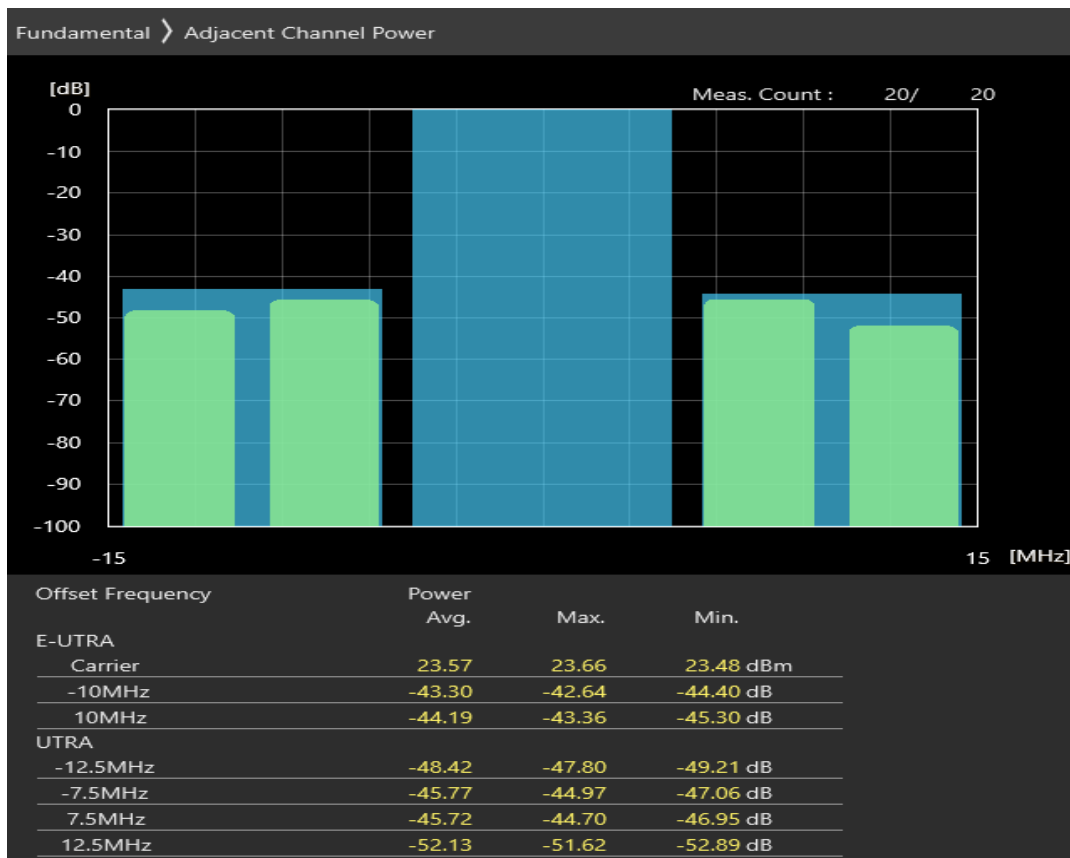 Fundamental 〉 Adjacent Channel Power
[dB]
Meas. Count : 20/ 20
0
-10
-20
-30
-40
-50
-60
-70
-80
-90
-100
-15 15 [MHz]
Offset Frequency Power
Avg. Max. Min.
E-UTRA
Carrier 23.57 23.66 23.48 dBm
-10MHz -43.30 -42.64 -44.40 dB
10MHz -44.19 -43.36 -45.30 dB
UTRA
-12.5MHz -48.42 -47.80 -49.21 dB
-7.5MHz -45.77 -44.97 -47.06 dB
7.5MHz -45.72 -44.70 -46.95 dB
12.5MHz -52.13 -51.62 -52.89 dB